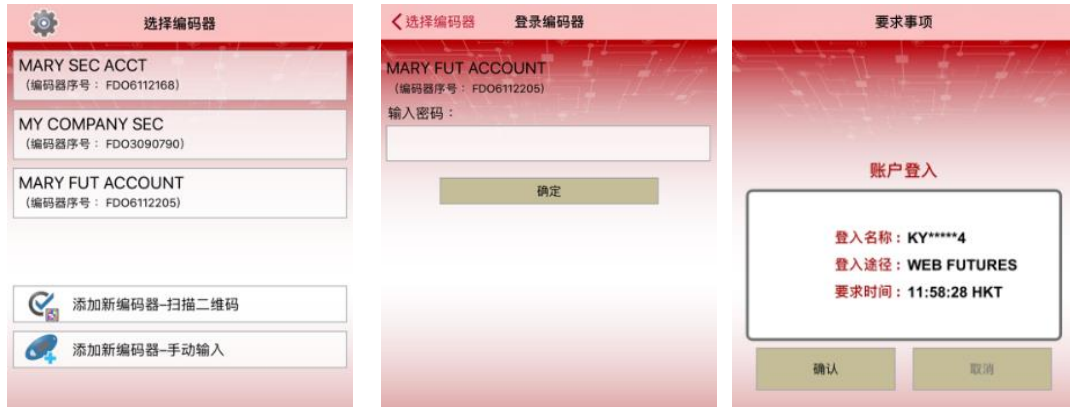 选择编码器
MARY SEC ACCT
（编码器序号： FDO6112168）
MY COMPANY SEC
（编码器序号： FDO3090790）
MARY FUT ACCOUNT
（编码器序号： FDO6112205）
添加新编码器–扫描二维码
添加新编码器–手动输入
选择编码器 登录编码器
MARY FUT ACCOUNT
（编码器序号： FDO6112205）
输入密码：
确定
要求事项
账户登入
登入名称：KY*****4
登入途径：WEB FUTURES
要求时间：11:58:28 HKT
确认 取消